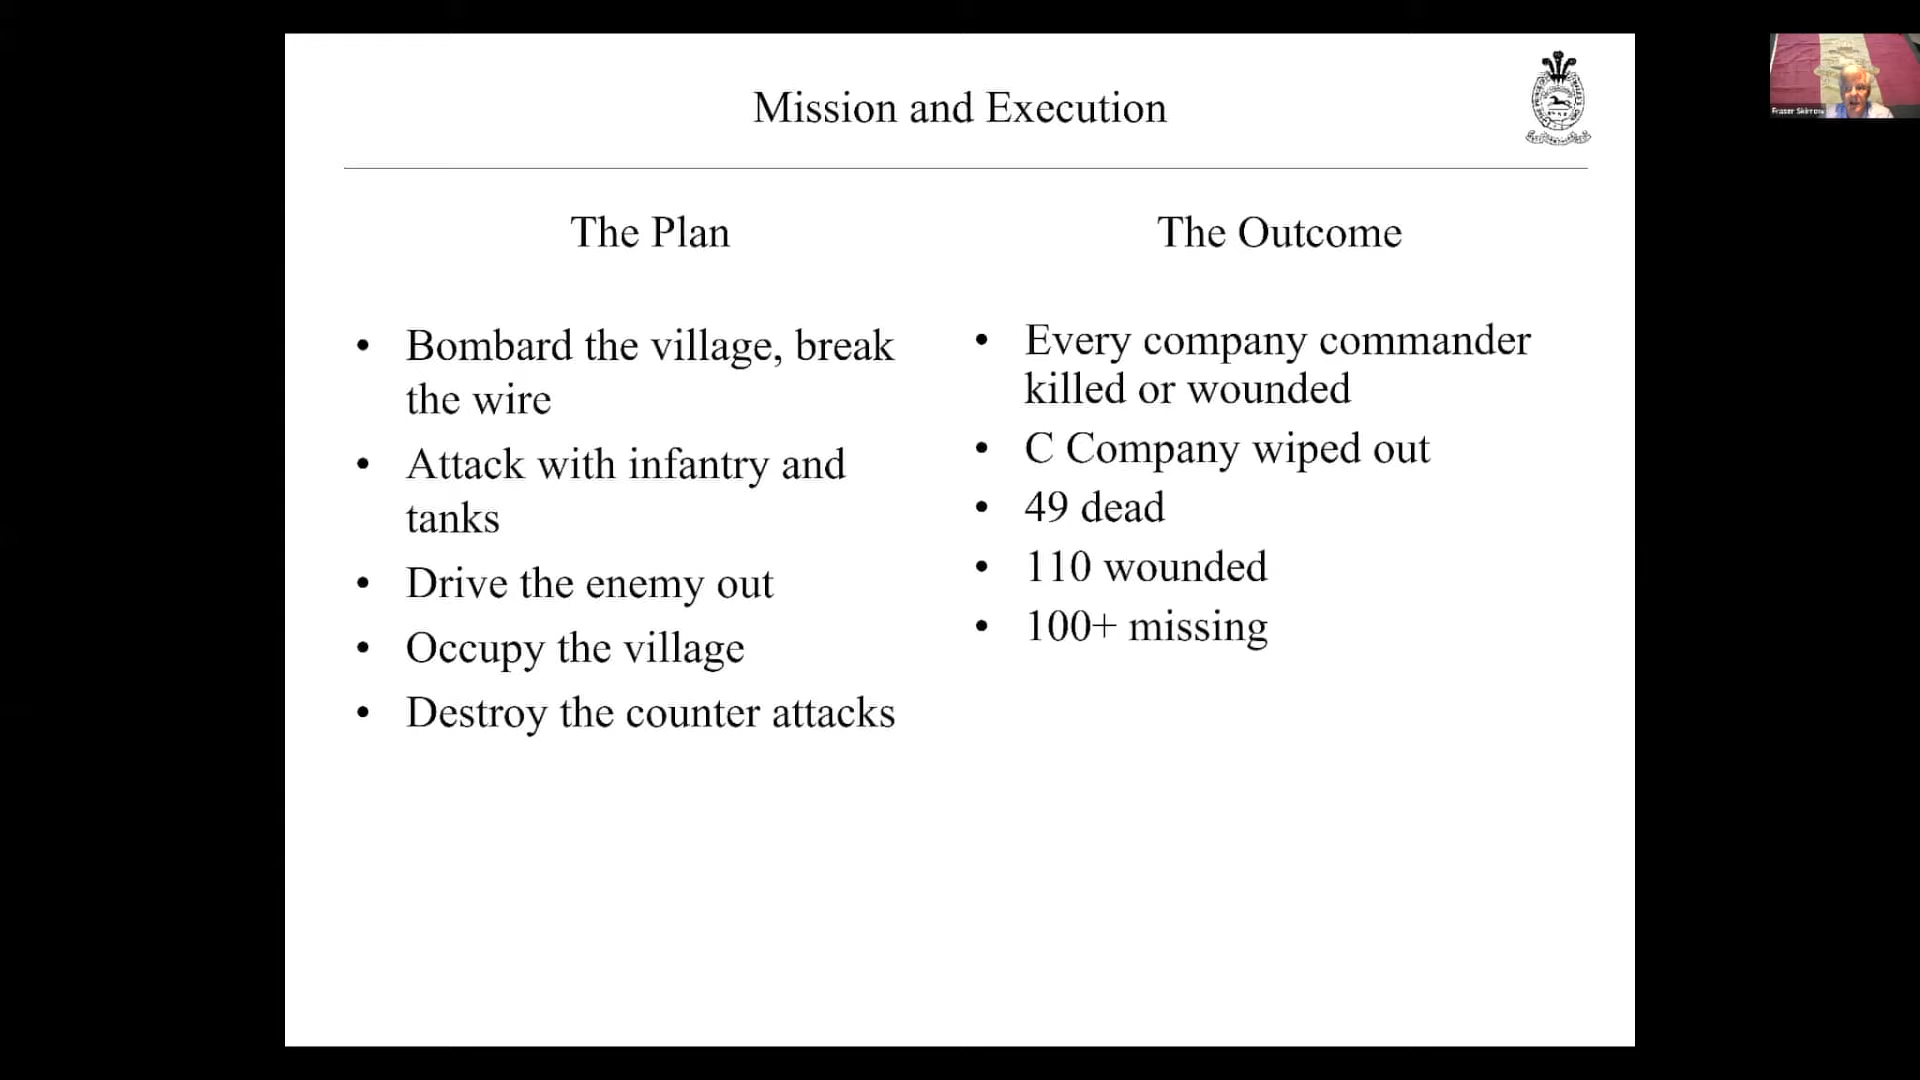 Mission and Execution
The Plan
Bombard the village, break
the wire
Attack with infantry and
tanks
Drive the enemy out
Occupy the village
Destroy the counter attacks
The Outcome
Every company commander
killed or wounded
C Company wiped out
49 dead
110 wounded
100+ missing
Fraser Skirrow